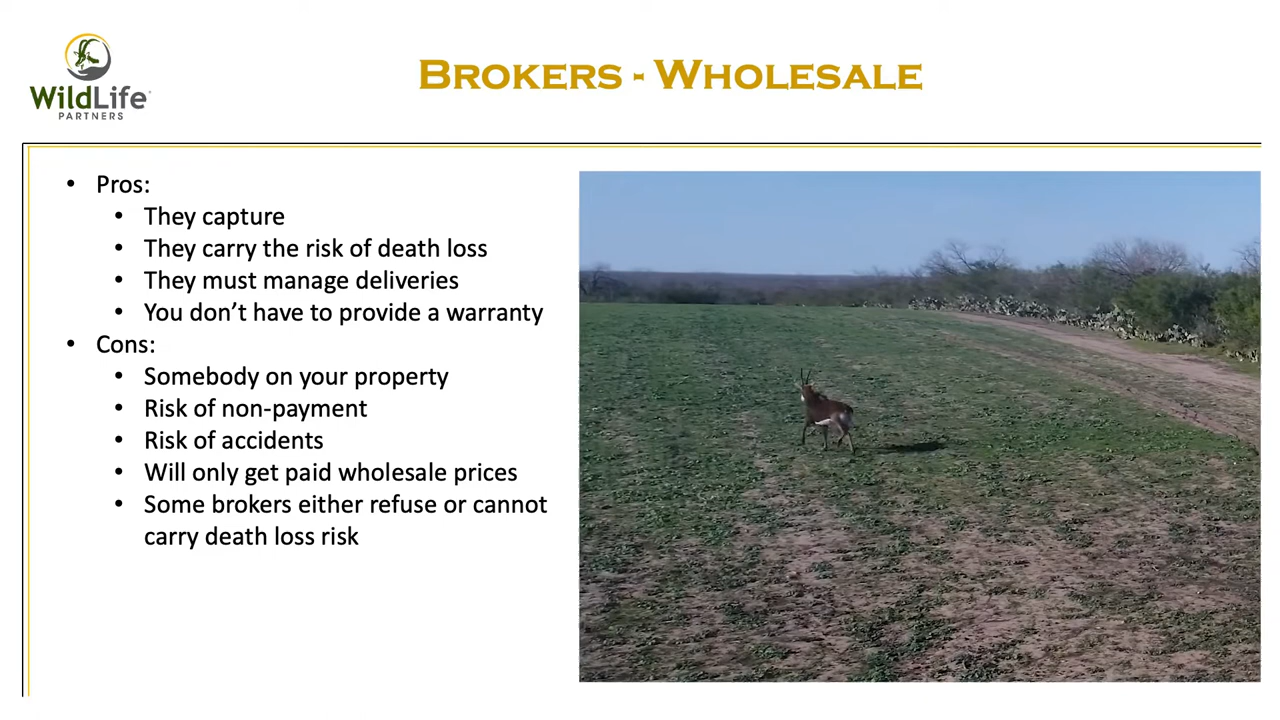 WildLife
PARTNERS
BROKERS - WHOLESALE
• Pros:
• They capture
• They carry the risk of death loss
• They must manage deliveries
• You don’t have to provide a warranty
• Cons:
• Somebody on your property
• Risk of non-payment
• Risk of accidents
• Will only get paid wholesale prices
• Some brokers either refuse or cannot
carry death loss risk